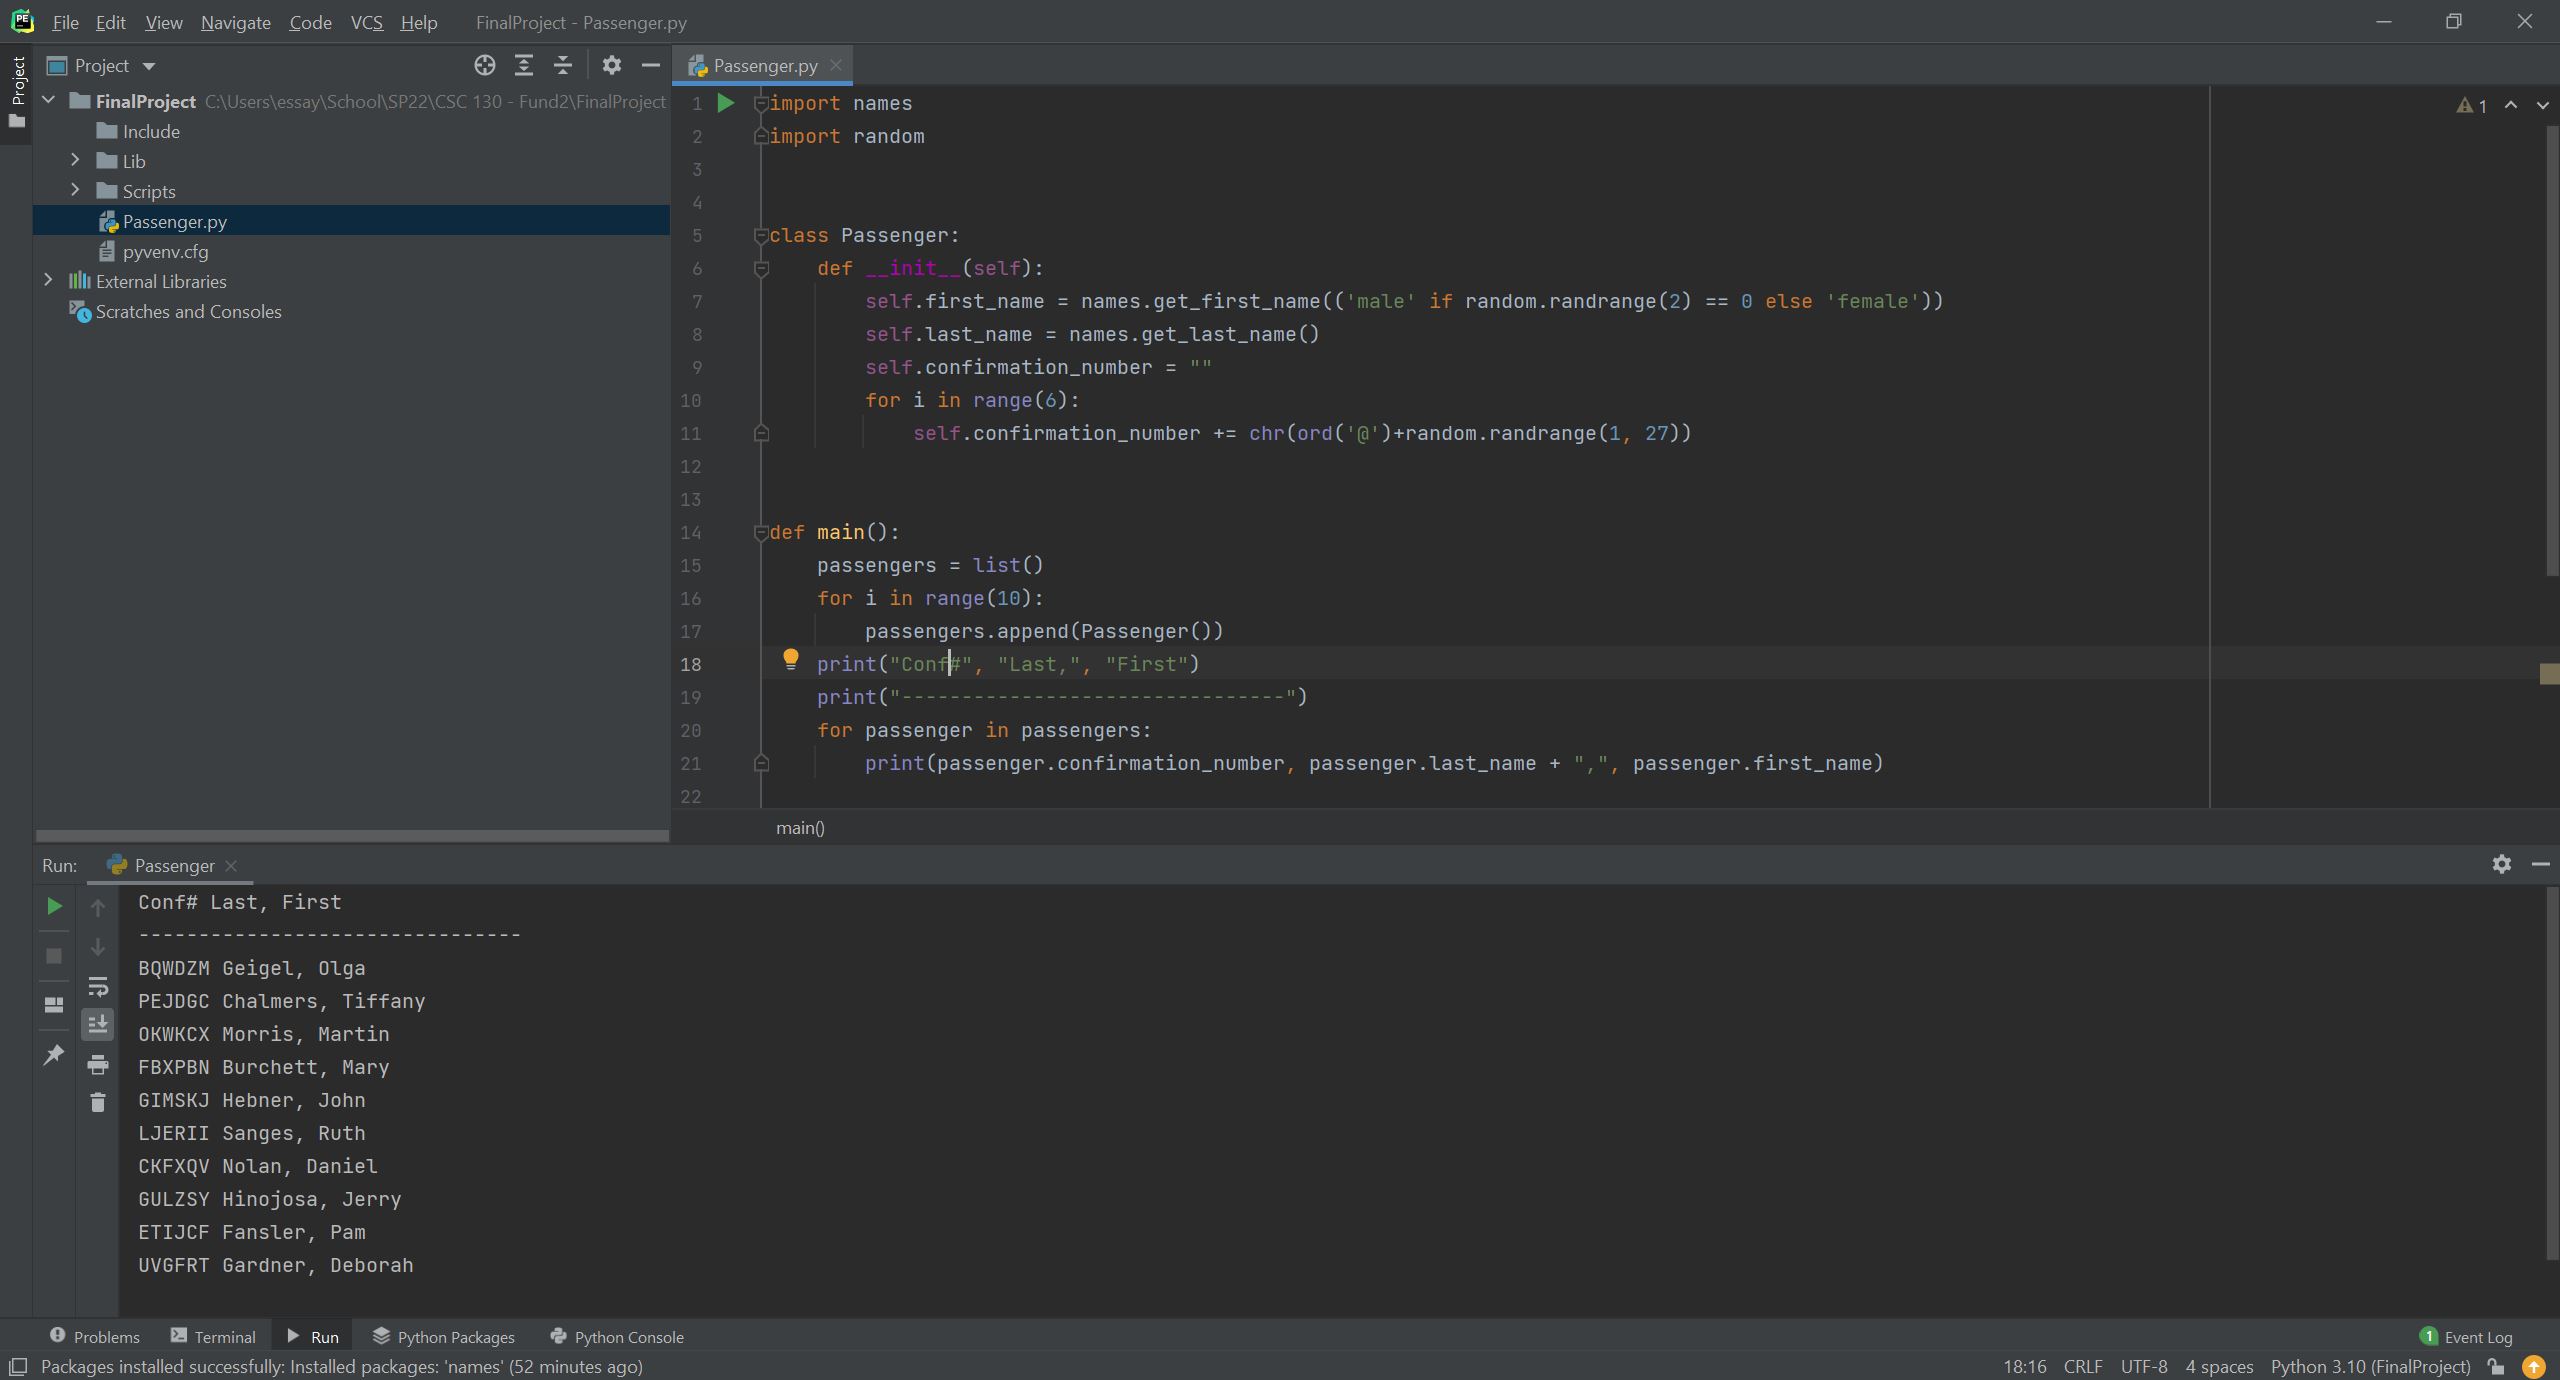 File Edit View Navigate Code VCS Help FinalProject - Passenger.py
Project
Project
FinalProject C:\Users\essay\School\SP22\CSC 130 - Fund2\FinalProject
Include
Lib
Scripts
Passenger.py
pyvenv.cfg
External Libraries
Scratches and Consoles
Passenger.py
1
1 import names
2 import random
3
4
5 class Passenger:
6     def __init__(self):
7         self.first_name = names.get_first_name(('male' if random.randrange(2) == 0 else 'female'))
8         self.last_name = names.get_last_name()
9         self.confirmation_number = ""
10         for i in range(6):
11             self.confirmation_number += chr(ord('@')+random.randrange(1, 27))
12
13
14 def main():
15     passengers = list()
16     for i in range(10):
17         passengers.append(Passenger())
18     print("Conf#", "Last,", "First")
19     print("--------------------------------")
20     for passenger in passengers:
21         print(passenger.confirmation_number, passenger.last_name + ",", passenger.first_name)
22
main()
Run: Passenger
Conf# Last, First
--------------------------------
BQWDZM Geigel, Olga
PEJDGC Chalmers, Tiffany
OKWKCX Morris, Martin
FBXPBN Burchett, Mary
GIMSKJ Hebner, John
LJERII Sanges, Ruth
CKFXQV Nolan, Daniel
GULZSY Hinojosa, Jerry
ETIJCF Fansler, Pam
UVGFRT Gardner, Deborah
Problems Terminal Run Python Packages Python Console 1 Event Log
Packages installed successfully: Installed packages: 'names' (52 minutes ago) 18:16 CRLF UTF-8 4 spaces Python 3.10 (FinalProject)